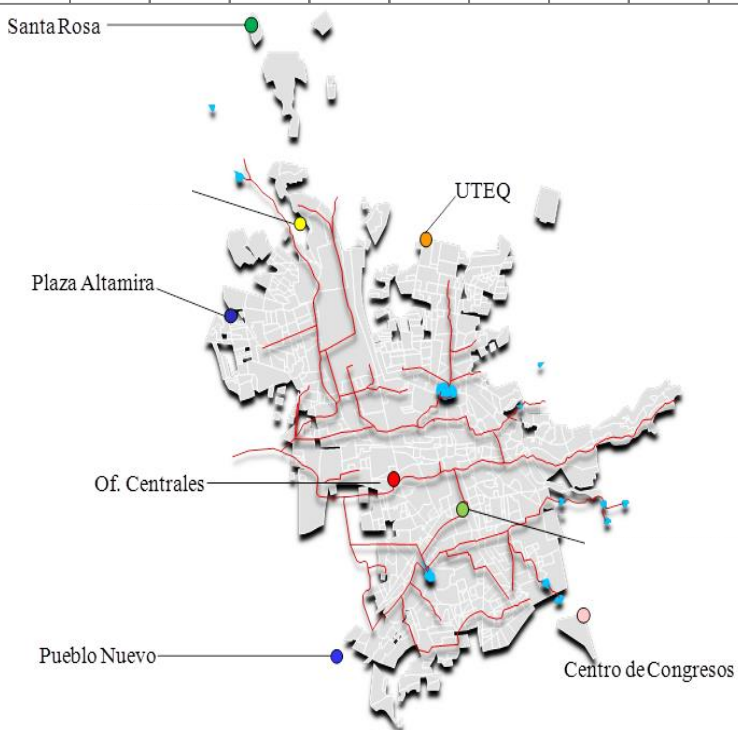 Santa Rosa
UTEQ
Plaza Altamira
Of. Centrales
Pueblo Nuevo
Centro de Congresos